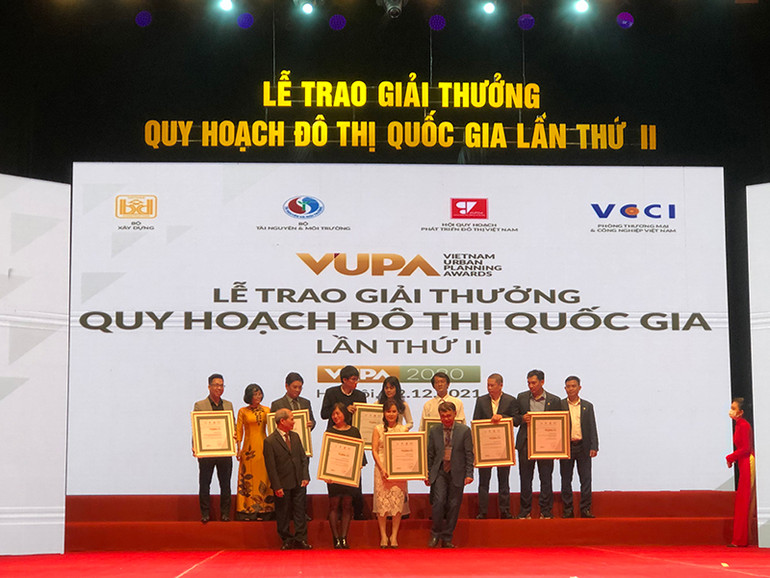 LỄ TRAO GIẢI THƯỞNG
QUY HOẠCH ĐÔ THỊ QUỐC GIA LẦN THỨ II
BỘ
XÂY DỰNG
BỘ
TÀI NGUYÊN & MÔI TRƯỜNG
HỘI QUY HOẠCH
PHÁT TRIỂN ĐÔ THỊ VIỆT NAM
VCCI
PHÒNG THƯƠNG MẠI
& CÔNG NGHIỆP VIỆT NAM
VUPA
VIETNAM
URBAN
PLANNING
AWARDS
LỄ TRAO GIẢI THƯỞNG
QUY HOẠCH ĐÔ THỊ QUỐC GIA
LẦN THỨ II
VUPA 2020